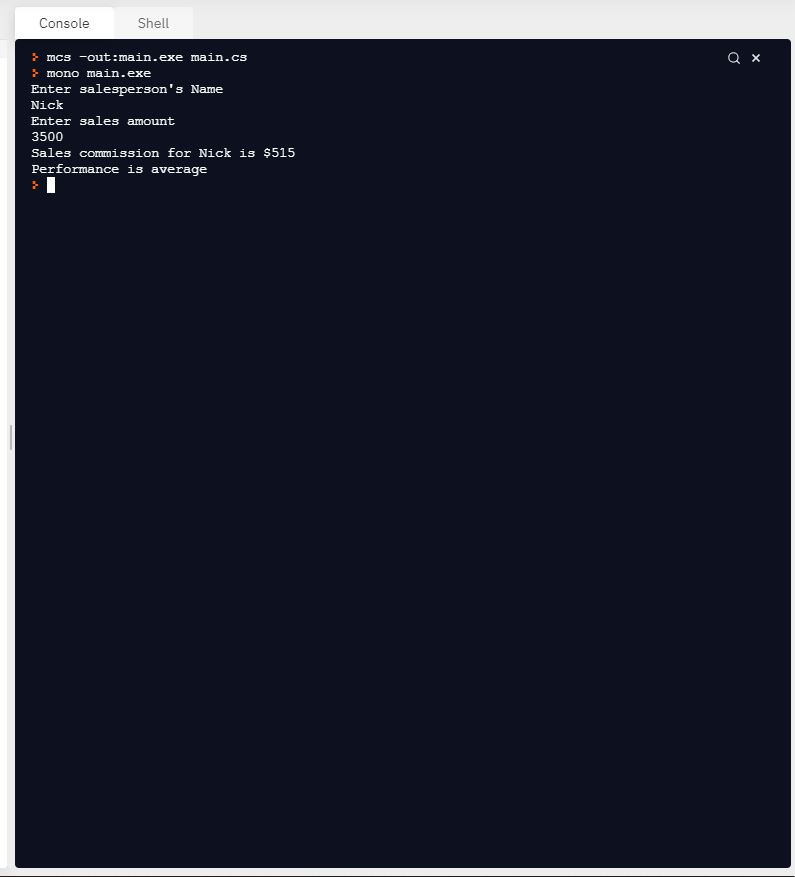 Console Shell
mcs -out:main.exe main.cs
mono main.exe
Enter salesperson's Name
Nick
Enter sales amount
3500
Sales commission for Nick is $515
Performance is average